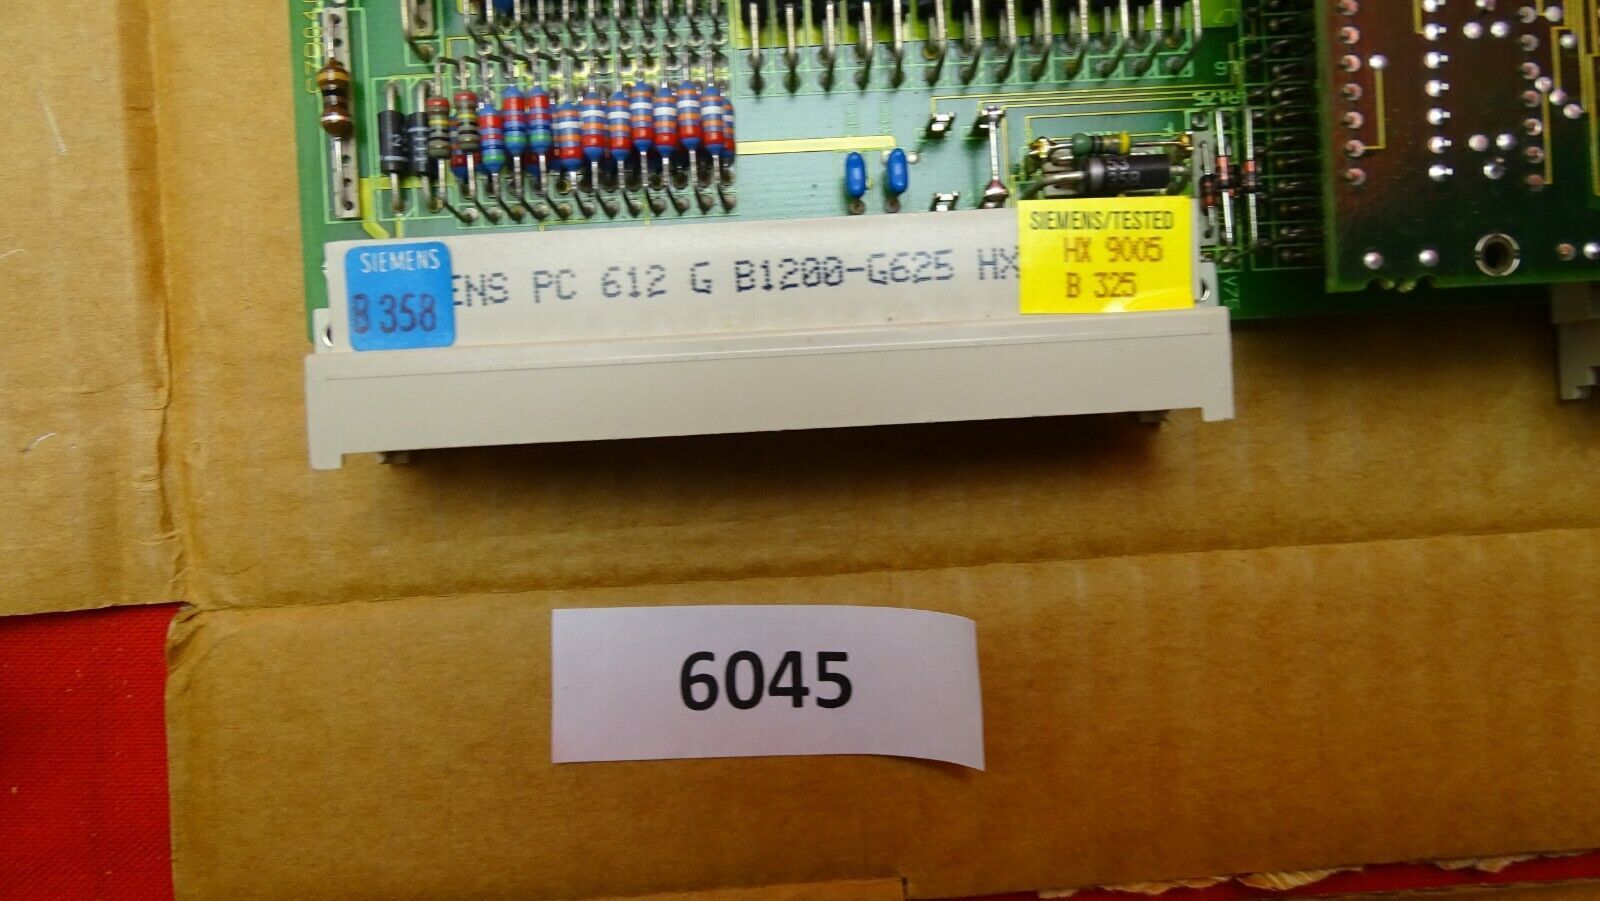 SIEMENS
B 358
ENS PC 612 G B1200-G625 HX
SIEMENS/TESTED
HX 9005
B 325
6045